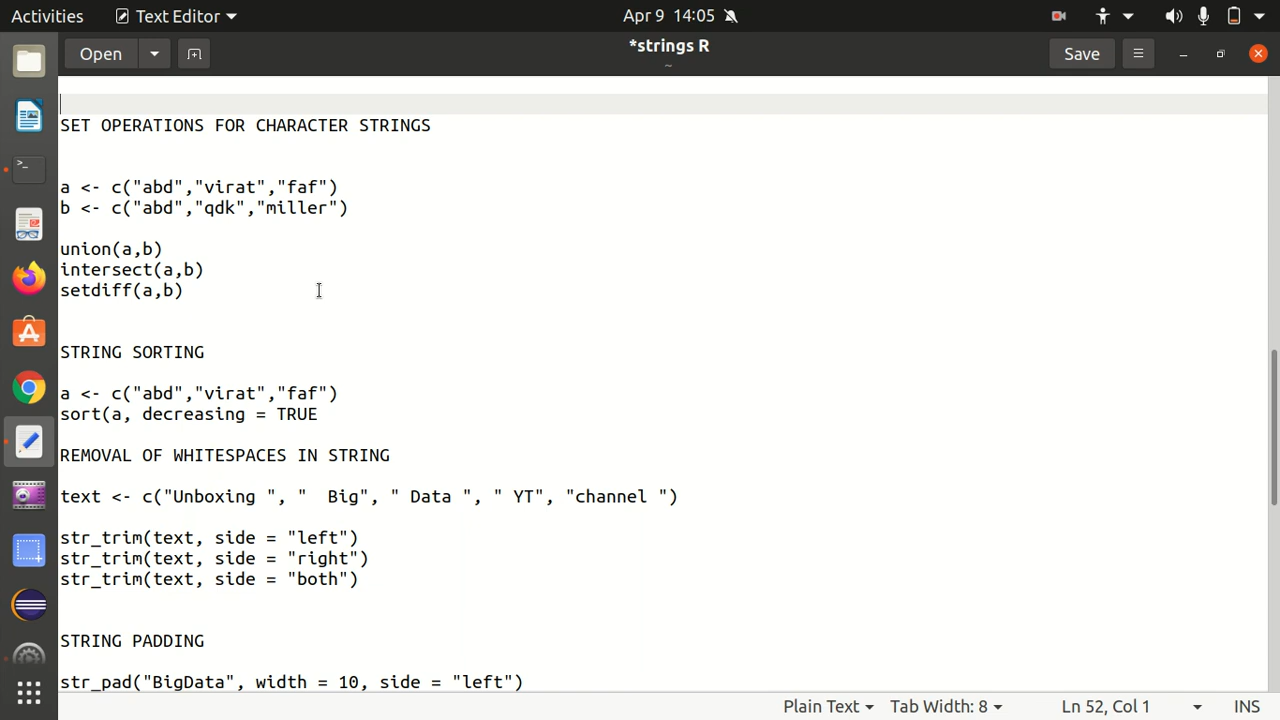 Activities Text Editor Apr 9 14:05
Open *strings R Save
~
SET OPERATIONS FOR CHARACTER STRINGS
a <- c("abd","virat","faf")
b <- c("abd","qdk","miller")
union(a,b)
intersect(a,b)
setdiff(a,b)
STRING SORTING
a <- c("abd","virat","faf")
sort(a, decreasing = TRUE
REMOVAL OF WHITESPACES IN STRING
text <- c("Unboxing ", "  Big", " Data ", " YT", "channel ")
str_trim(text, side = "left")
str_trim(text, side = "right")
str_trim(text, side = "both")
STRING PADDING
str_pad("BigData", width = 10, side = "left")
Plain Text Tab Width: 8 Ln 52, Col 1 INS